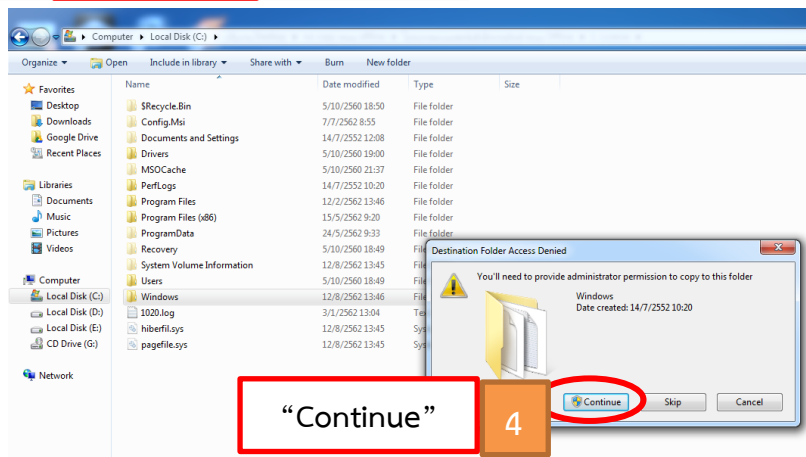 Computer ▸ Local Disk (C:) ▸
Organize Open Include in library Share with Burn New folder
Name Date modified Type Size
Favorites
Desktop
Downloads
Google Drive
Recent Places
Libraries
Documents
Music
Pictures
Videos
Computer
Local Disk (C:)
Local Disk (D:)
Local Disk (E:)
CD Drive (G:)
Network
$Recycle.Bin 5/10/2560 18:50 File folder
Config.Msi 7/7/2562 8:55 File folder
Documents and Settings 14/7/2552 12:08 File folder
Drivers 5/10/2560 19:00 File folder
MSOCache 5/10/2560 21:37 File folder
PerfLogs 14/7/2552 10:20 File folder
Program Files 12/2/2562 13:46 File folder
Program Files (x86) 15/5/2562 9:20 File folder
ProgramData 24/5/2562 9:33 File folder
Recovery 5/10/2560 18:49
System Volume Information 12/8/2562 13:45
Users 5/10/2560 18:49
Windows 12/8/2562 13:46
1020.log 3/1/2562 13:04
hiberfil.sys 12/8/2562 13:45
pagefile.sys 12/8/2562 13:45
Destination Folder Access Denied
You'll need to provide administrator permission to copy to this folder
Windows
Date created: 14/7/2552 10:20
Continue Skip Cancel
“Continue”
4